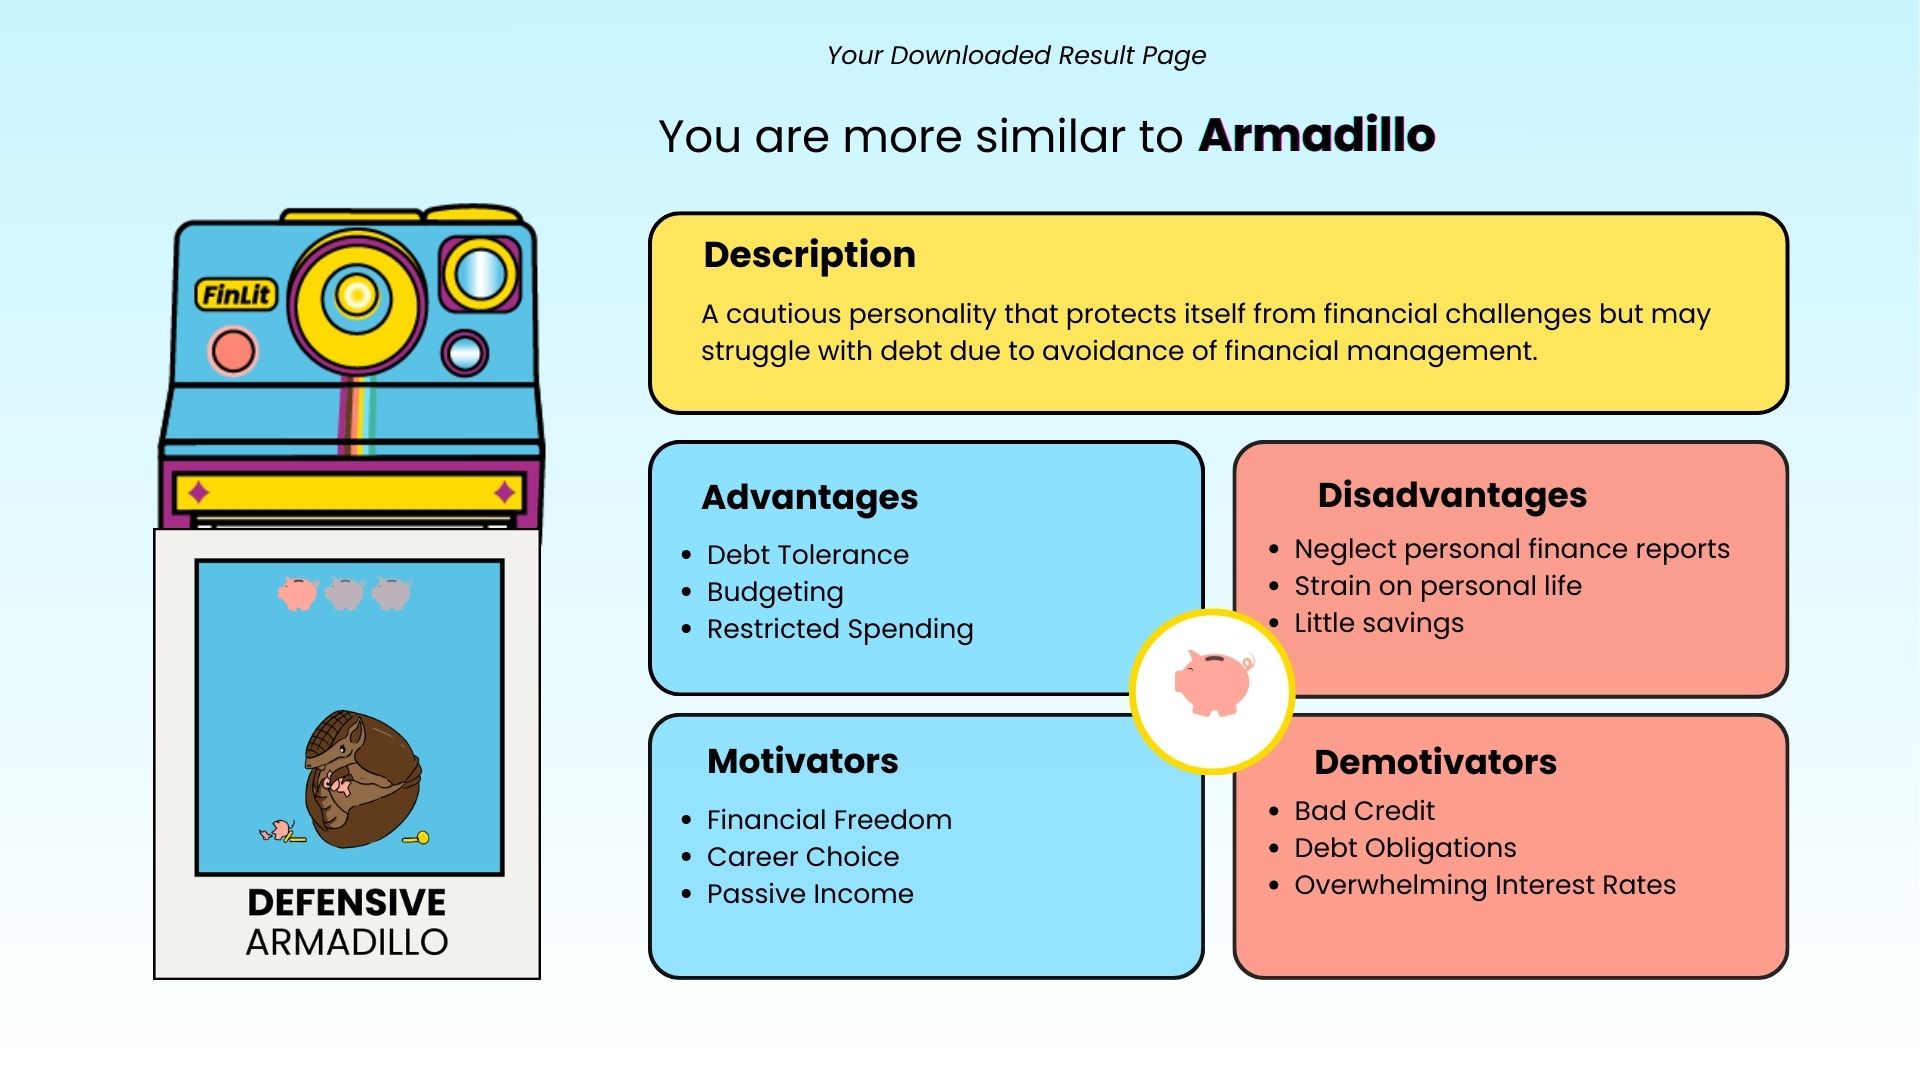 Your Downloaded Result Page
You are more similar to Armadillo
FinLit
DEFENSIVE
ARMADILLO
Description
A cautious personality that protects itself from financial challenges but may
struggle with debt due to avoidance of financial management.
Advantages
• Debt Tolerance
• Budgeting
• Restricted Spending
Disadvantages
• Neglect personal finance reports
• Strain on personal life
• Little savings
Motivators
• Financial Freedom
• Career Choice
• Passive Income
Demotivators
• Bad Credit
• Debt Obligations
• Overwhelming Interest Rates